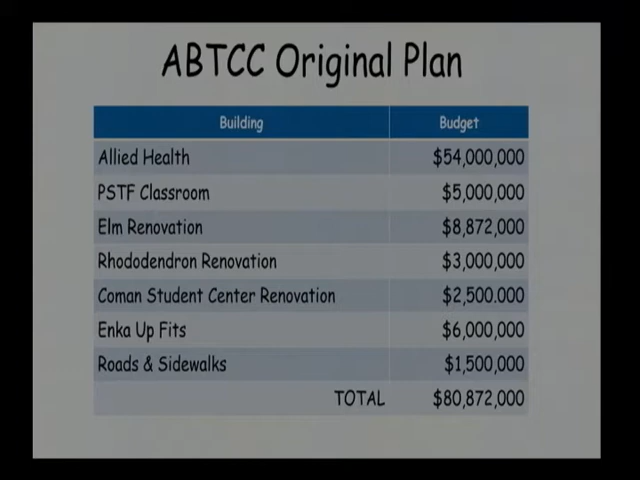 ABTCC Original Plan
Building Budget
Allied Health $54,000,000
PSTF Classroom $5,000,000
Elm Renovation $8,872,000
Rhododendron Renovation $3,000,000
Coman Student Center Renovation $2,500.000
Enka Up Fits $6,000,000
Roads & Sidewalks $1,500,000
TOTAL $80,872,000